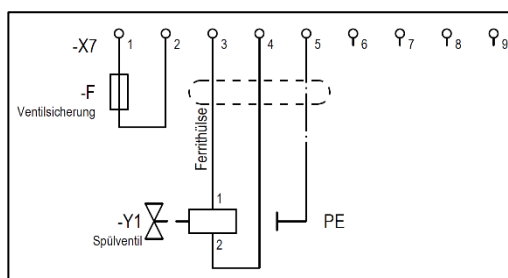 -X7 1 2 3 4 5 6 7 8 9
-F
Ventilsicherung
Ferrithülse
1
-Y1
2
Spülventil
PE